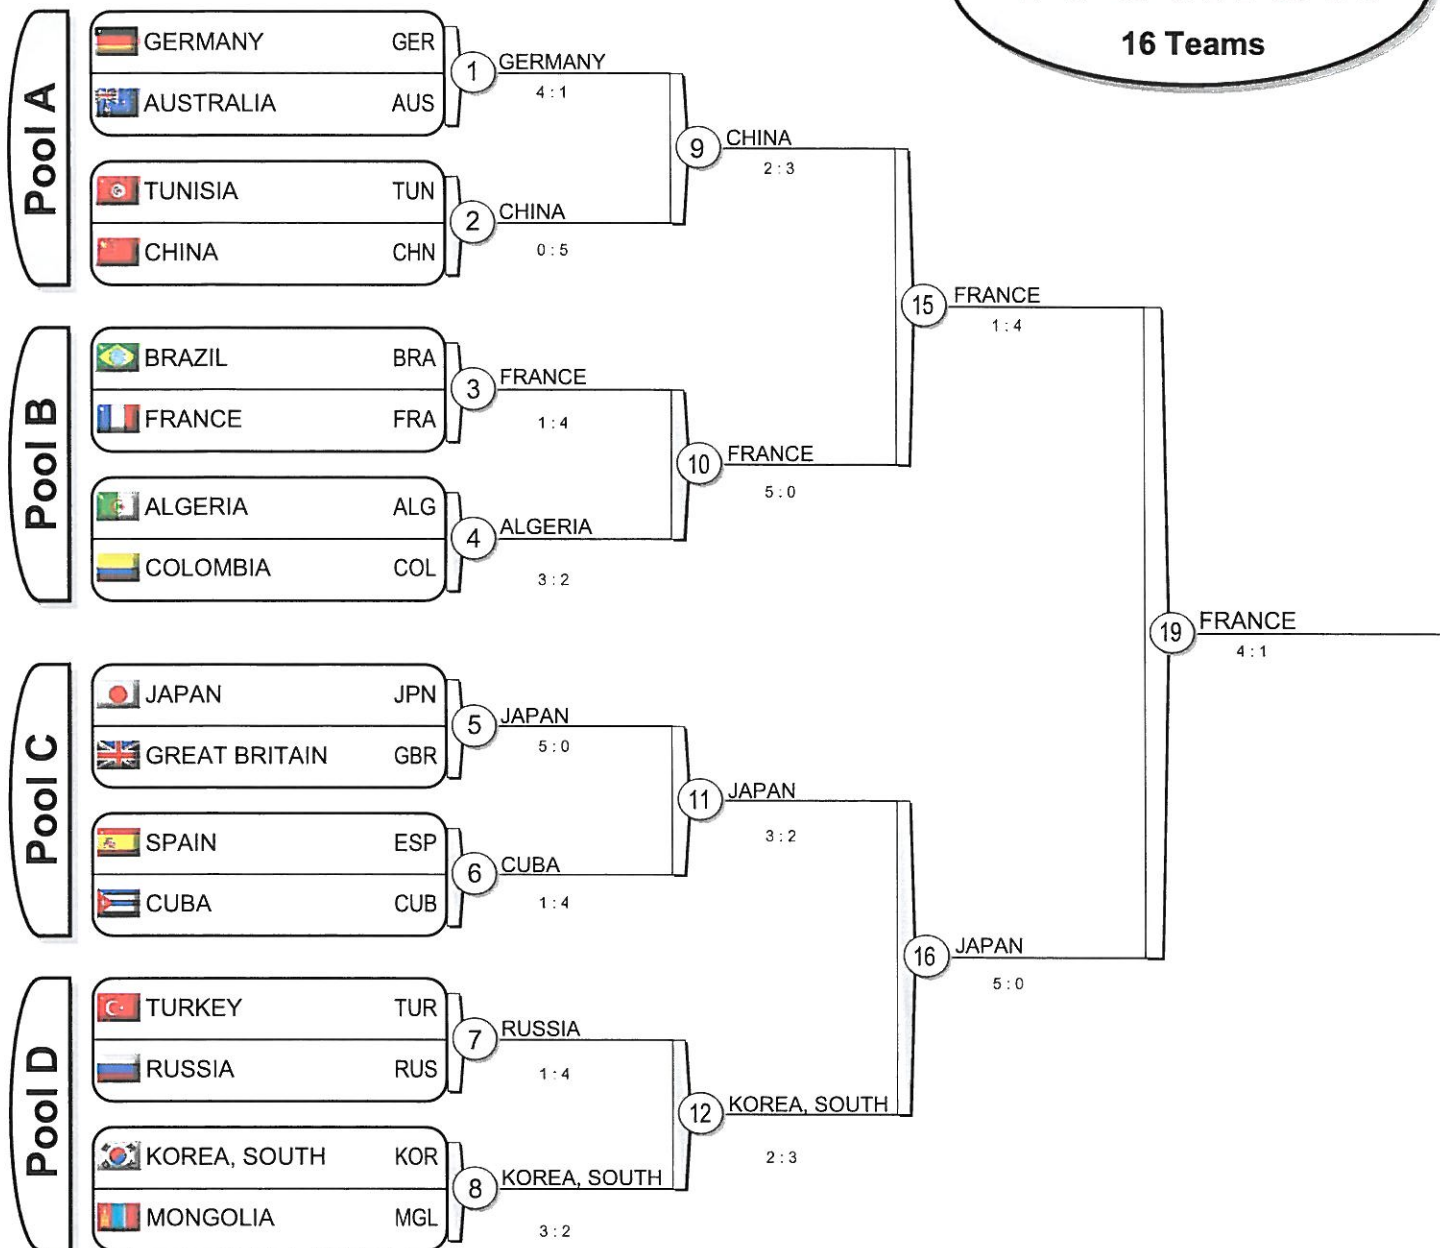 16 Teams
Pool A
GERMANY GER
AUSTRALIA AUS
TUNISIA TUN
CHINA CHN
1 GERMANY
4 : 1
2 CHINA
0 : 5
9 CHINA
2 : 3
Pool B
BRAZIL BRA
FRANCE FRA
ALGERIA ALG
COLOMBIA COL
3 FRANCE
1 : 4
4 ALGERIA
3 : 2
10 FRANCE
5 : 0
15 FRANCE
1 : 4
Pool C
JAPAN JPN
GREAT BRITAIN GBR
SPAIN ESP
CUBA CUB
5 JAPAN
5 : 0
6 CUBA
1 : 4
11 JAPAN
3 : 2
Pool D
TURKEY TUR
RUSSIA RUS
KOREA, SOUTH KOR
MONGOLIA MGL
7 RUSSIA
1 : 4
8 KOREA, SOUTH
3 : 2
12 KOREA, SOUTH
2 : 3
16 JAPAN
5 : 0
19 FRANCE
4 : 1